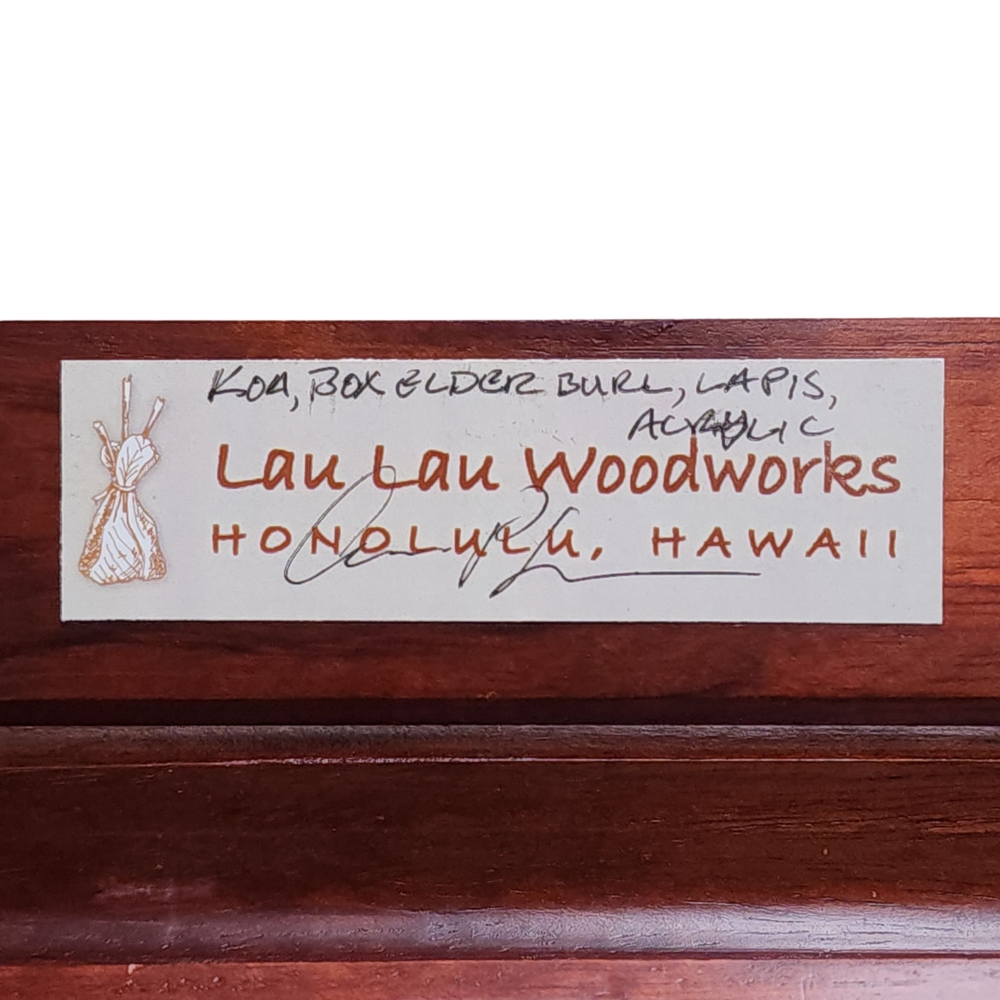 KOA, BOX ELDER BURL, LAPIS,
ACRYLIC
Lau Lau Woodworks
HONOLULU, HAWAII